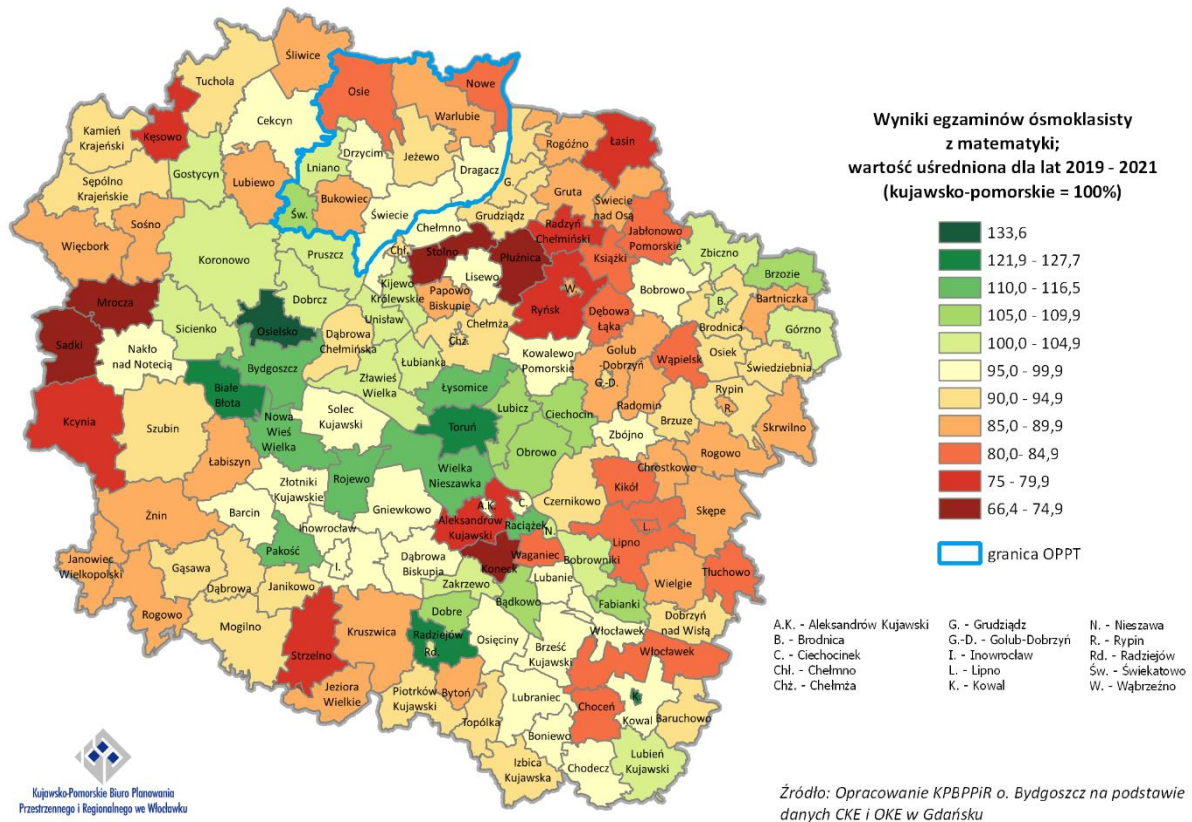 Wyniki egzaminów ósmoklasisty
z matematyki;
wartość uśredniona dla lat 2019 - 2021
(kujawsko-pomorskie = 100%)
133,6
121,9 - 127,7
110,0 - 116,5
105,0 - 109,9
100,0 - 104,9
95,0 - 99,9
90,0 - 94,9
85,0 - 89,9
80,0- 84,9
75 - 79,9
66,4 - 74,9
granica OPPT
Śliwice
Tuchola
Osie
Nowe
Warlubie
Cekcyn
Kamień
Krajeński
Kęsowo
Drzycim
Jeżewo
Rogóźno
Łasin
Lniano
Dragacz
Gostycyn
Lubiewo
G.
Gruta
Sępólno
Krajeńskie
Św.
Bukowiec
Świecie
nad Osą
Świecie
Grudziądz
Sośno
Chełmno
Radzyń
Chełmiński
Jabłonowo
Pomorskie
Więcbork
Koronowo
Pruszcz
Chł.
Stolno
Płużnica
Książki
Zbiczno
Lisewo
Brzozie
Kijewo
Królewskie
Papowo
Biskupie
W.
Bobrowo
B.
Bartniczka
Mrocza
Dobrcz
Ryńsk
Dębowa
Łąka
Sicienko
Osielsko
Unisław
Chełmża
Brodnica
Górzno
Dąbrowa
Chełmińska
Chż.
Sadki
Nakło
nad Notecią
Łubianka
Kowalewo
Pomorskie
Golub
-Dobrzyń
G.-D.
Wąpielsk
Osiek
Świedziebnia
Bydgoszcz
Zławieś
Wielka
Białe
Błota
Łysomice
Rypin
R.
Kcynia
Solec
Kujawski
Lubicz
Ciechocin
Radomin
Brzuze
Skrwilno
Szubin
Nowa
Wieś
Wielka
Toruń
Zbójno
Obrowo
Rogowo
Łabiszyn
Rojewo
Wielka
Nieszawka
Chrostkowo
Złotniki
Kujawskie
Kikół
Czernikowo
Gniewkowo
A.K.
C.
Skępe
Barcin
Żnin
Inowrocław
Aleksandrów
Kujawski
Raciążek
N.
L.
Lipno
Pakość
I.
Dąbrowa
Biskupia
Koneck
Waganiec
Bobrowniki
Janowiec
Wielkopolski
Gąsawa
Wielgie
Tłuchowo
Dąbrowa
Janikowo
Zakrzewo
Lubanie
Bądkowo
Fabianki
Rogowo
Mogilno
Dobre
Dobrzyń
nad Wisłą
Strzelno
Kruszwica
Radziejów
Rd.
Osięciny
Włocławek
Brześć
Kujawski
Włocławek
Jeziora
Wielkie
Piotrków
Kujawski
Bytoń
Lubraniec
Choceń
K.
Kowal
Baruchowo
Topólka
Boniewo
Izbica
Kujawska
Chodecz
Lubień
Kujawski
A.K. - Aleksandrów Kujawski
B. - Brodnica
C. - Ciechocinek
Chł. - Chełmno
Chż. - Chełmża
G. - Grudziądz
G.-D. - Golub-Dobrzyń
I. - Inowrocław
L. - Lipno
K. - Kowal
N. - Nieszawa
R. - Rypin
Rd. - Radziejów
Św. - Świekatowo
W. - Wąbrzeźno
Kujawsko-Pomorskie Biuro Planowania
Przestrzennego i Regionalnego we Włocławku
Źródło: Opracowanie KPBPPiR o. Bydgoszcz na podstawie
danych CKE i OKE w Gdańsku